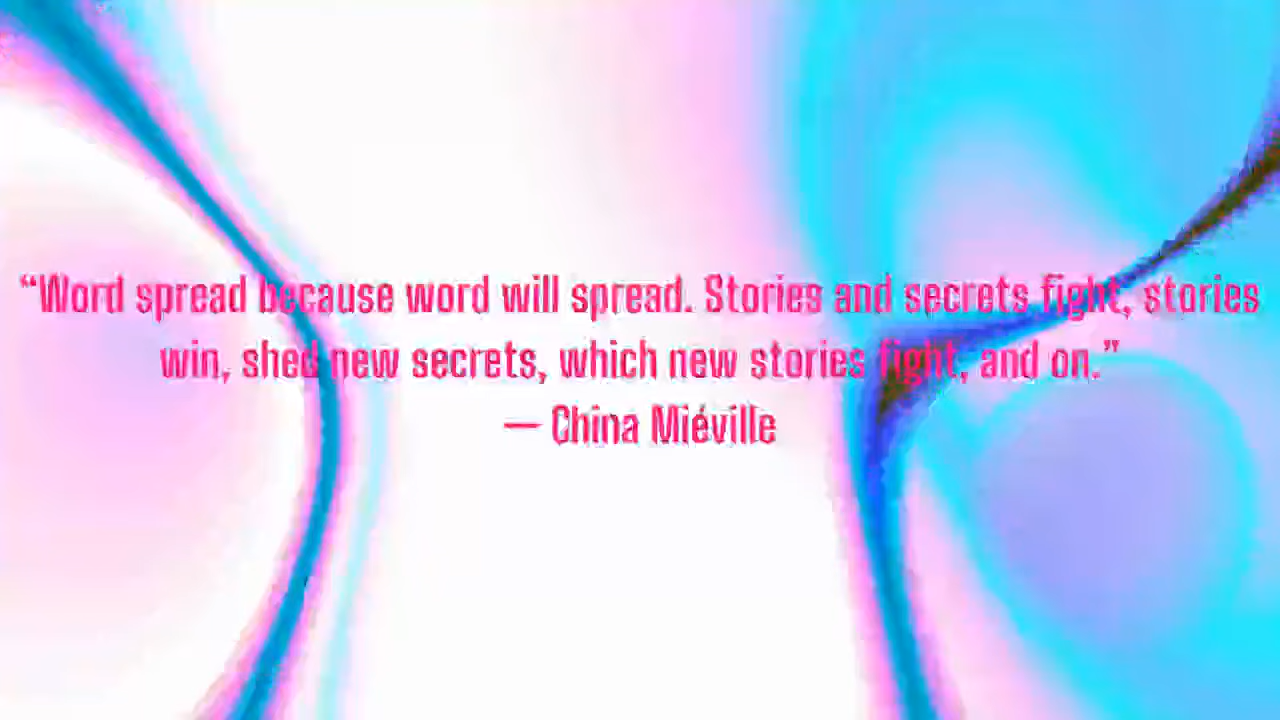 “Word spread because word will spread. Stories and secrets fight, stories
win, shed new secrets, which new stories fight, and on.”
— China Miéville